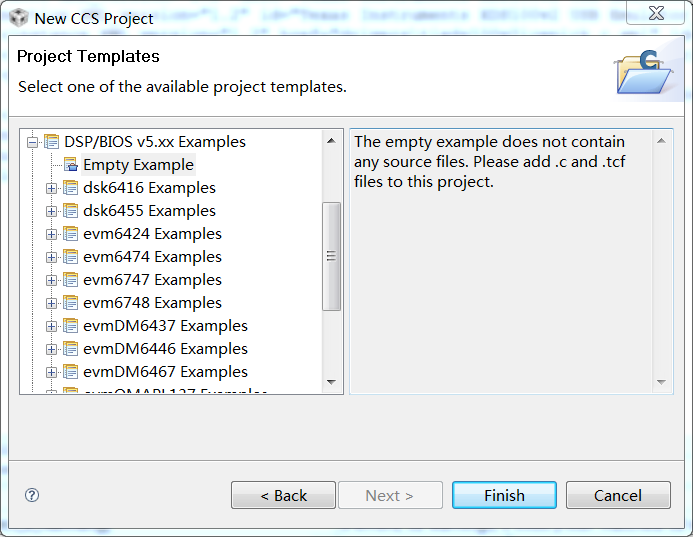 New CCS Project
Project Templates
Select one of the available project templates.
DSP/BIOS v5.xx Examples
Empty Example
dsk6416 Examples
dsk6455 Examples
evm6424 Examples
evm6474 Examples
evm6747 Examples
evm6748 Examples
evmDM6437 Examples
evmDM6446 Examples
evmDM6467 Examples
evmOMAPL137 Examples
The empty example does not contain
any source files. Please add .c and .tcf
files to this project.
< Back
Next >
Finish
Cancel